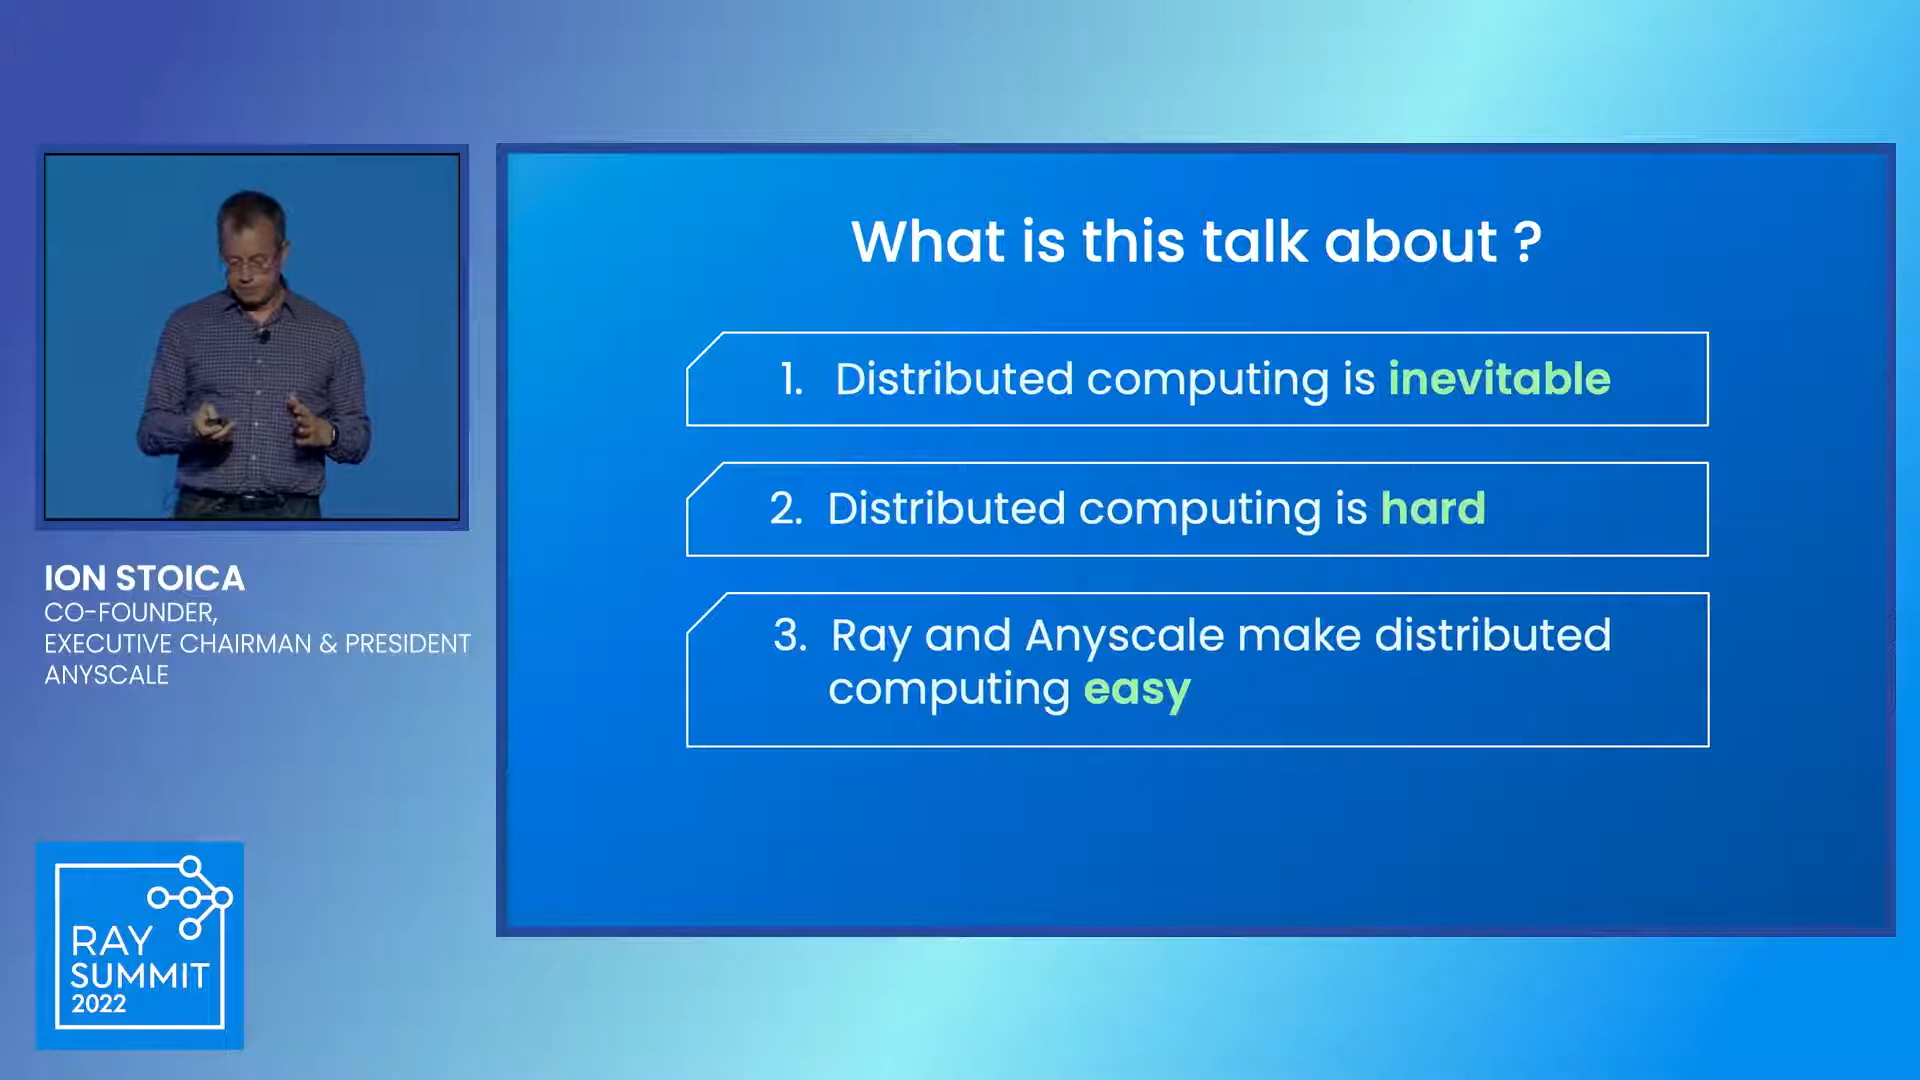 What is this talk about ?
1. Distributed computing is inevitable
2. Distributed computing is hard
3. Ray and Anyscale make distributed
computing easy
ION STOICA
CO-FOUNDER,
EXECUTIVE CHAIRMAN & PRESIDENT
ANYSCALE
RAY
SUMMIT
2022